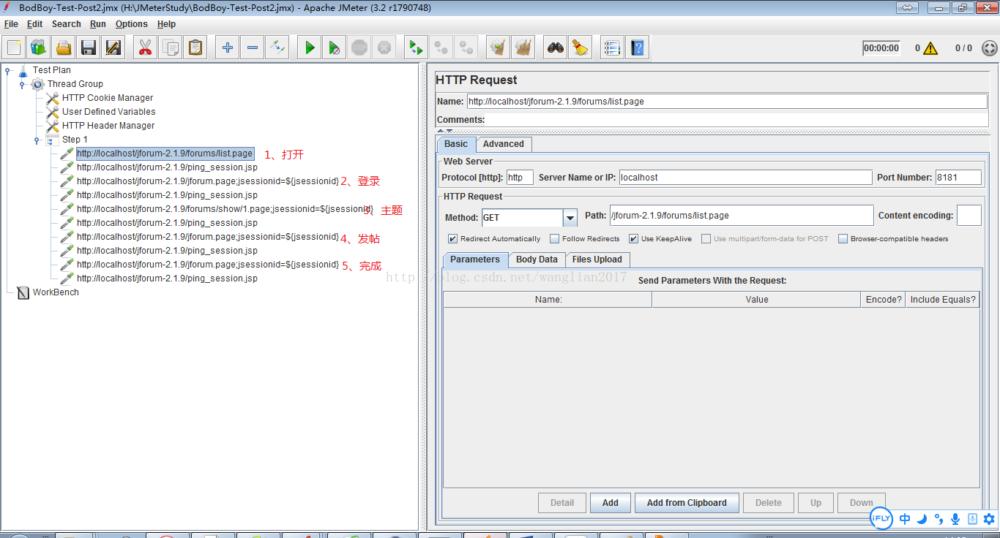 BodBoy-Test-Post2.jmx (H:\JMeterStudy\BodBoy-Test-Post2.jmx) - Apache JMeter (3.2 r1790748)
File Edit Search Run Options Help
STOP 00:00:00 0 0 / 0
Test Plan
Thread Group
HTTP Cookie Manager
User Defined Variables
HTTP Header Manager
Step 1
http://localhost/jforum-2.1.9/forums/list.page 1、打开
http://localhost/jforum-2.1.9/ping_session.jsp
http://localhost/jforum-2.1.9/jforum.page;jsessionid=${jsessionid} 2、登录
http://localhost/jforum-2.1.9/ping_session.jsp
http://localhost/jforum-2.1.9/forums/show/1.page;jsessionid=${jsessionid} 3、主题
http://localhost/jforum-2.1.9/ping_session.jsp
http://localhost/jforum-2.1.9/jforum.page;jsessionid=${jsessionid} 4、发帖
http://localhost/jforum-2.1.9/ping_session.jsp
http://localhost/jforum-2.1.9/jforum.page;jsessionid=${jsessionid} 5、完成
http://localhost/jforum-2.1.9/ping_session.jsp
WorkBench
HTTP Request
Name: http://localhost/jforum-2.1.9/forums/list.page
Comments:
Basic Advanced
Web Server
Protocol [http]: http Server Name or IP: localhost Port Number: 8181
HTTP Request
Method: GET Path: /jforum-2.1.9/forums/list.page Content encoding:
Redirect Automatically Follow Redirects Use KeepAlive Use multipart/form-data for POST Browser-compatible headers
Parameters Body Data Files Upload
http://blog.csdn.net/wanglian2017
Send Parameters With the Request:
Name: Value Encode? Include Equals?
Detail Add Add from Clipboard Delete Up Down
iFLY 中